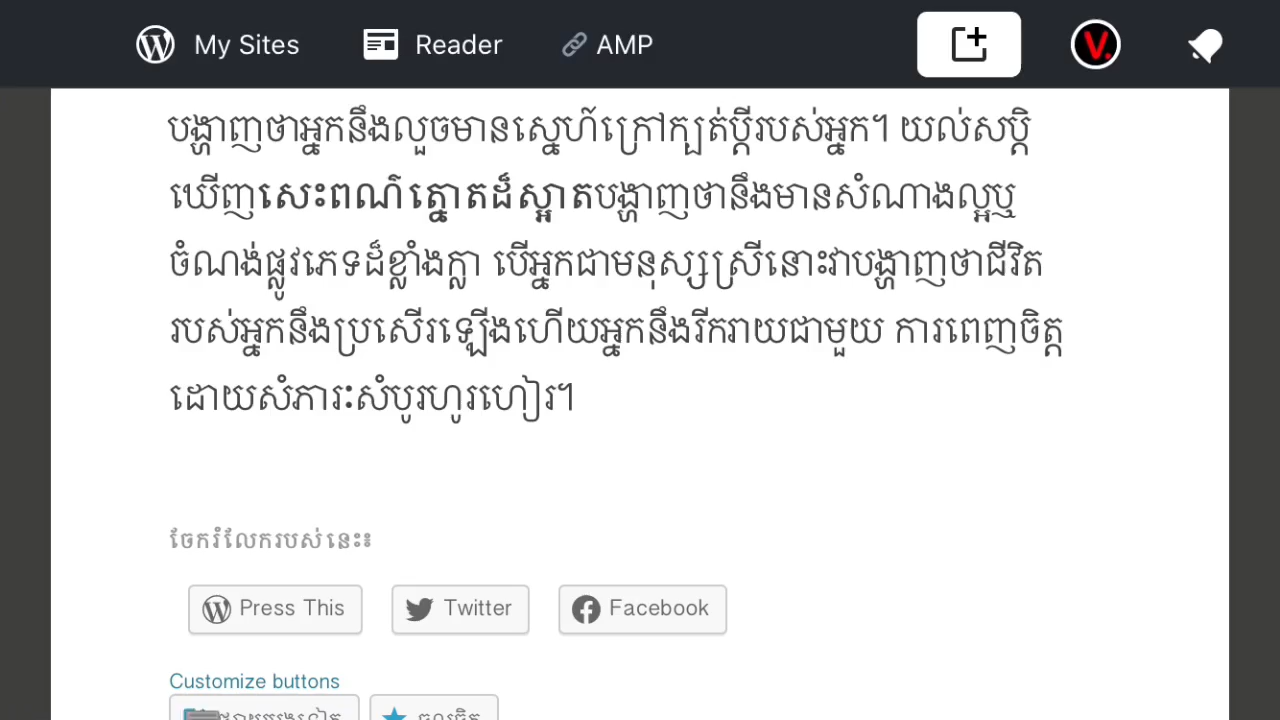 My Sites Reader AMP
បង្ហាញថាអ្នកនឹងលួចមានស្នេហ៍ក្រៅក្បត់ប្តីរបស់អ្នក។ យល់សប្តិ
ឃើញសេះពណ៌ត្នោតដ៏ស្អាតបង្ហាញថានឹងមានសំណាងល្អឬ
ចំណង់ផ្លូវភេទដ៏ខ្លាំងក្លា បើអ្នកជាមនុស្សស្រីនោះវាបង្ហាញថាជីវិត
របស់អ្នកនឹងប្រសើរឡើងហើយអ្នកនឹងរីករាយជាមួយ ការពេញចិត្ត
ដោយសំភារៈសំបូរហូរហៀរ។
ចែករំលែករបស់នេះ៖
Press This Twitter Facebook
Customize buttons